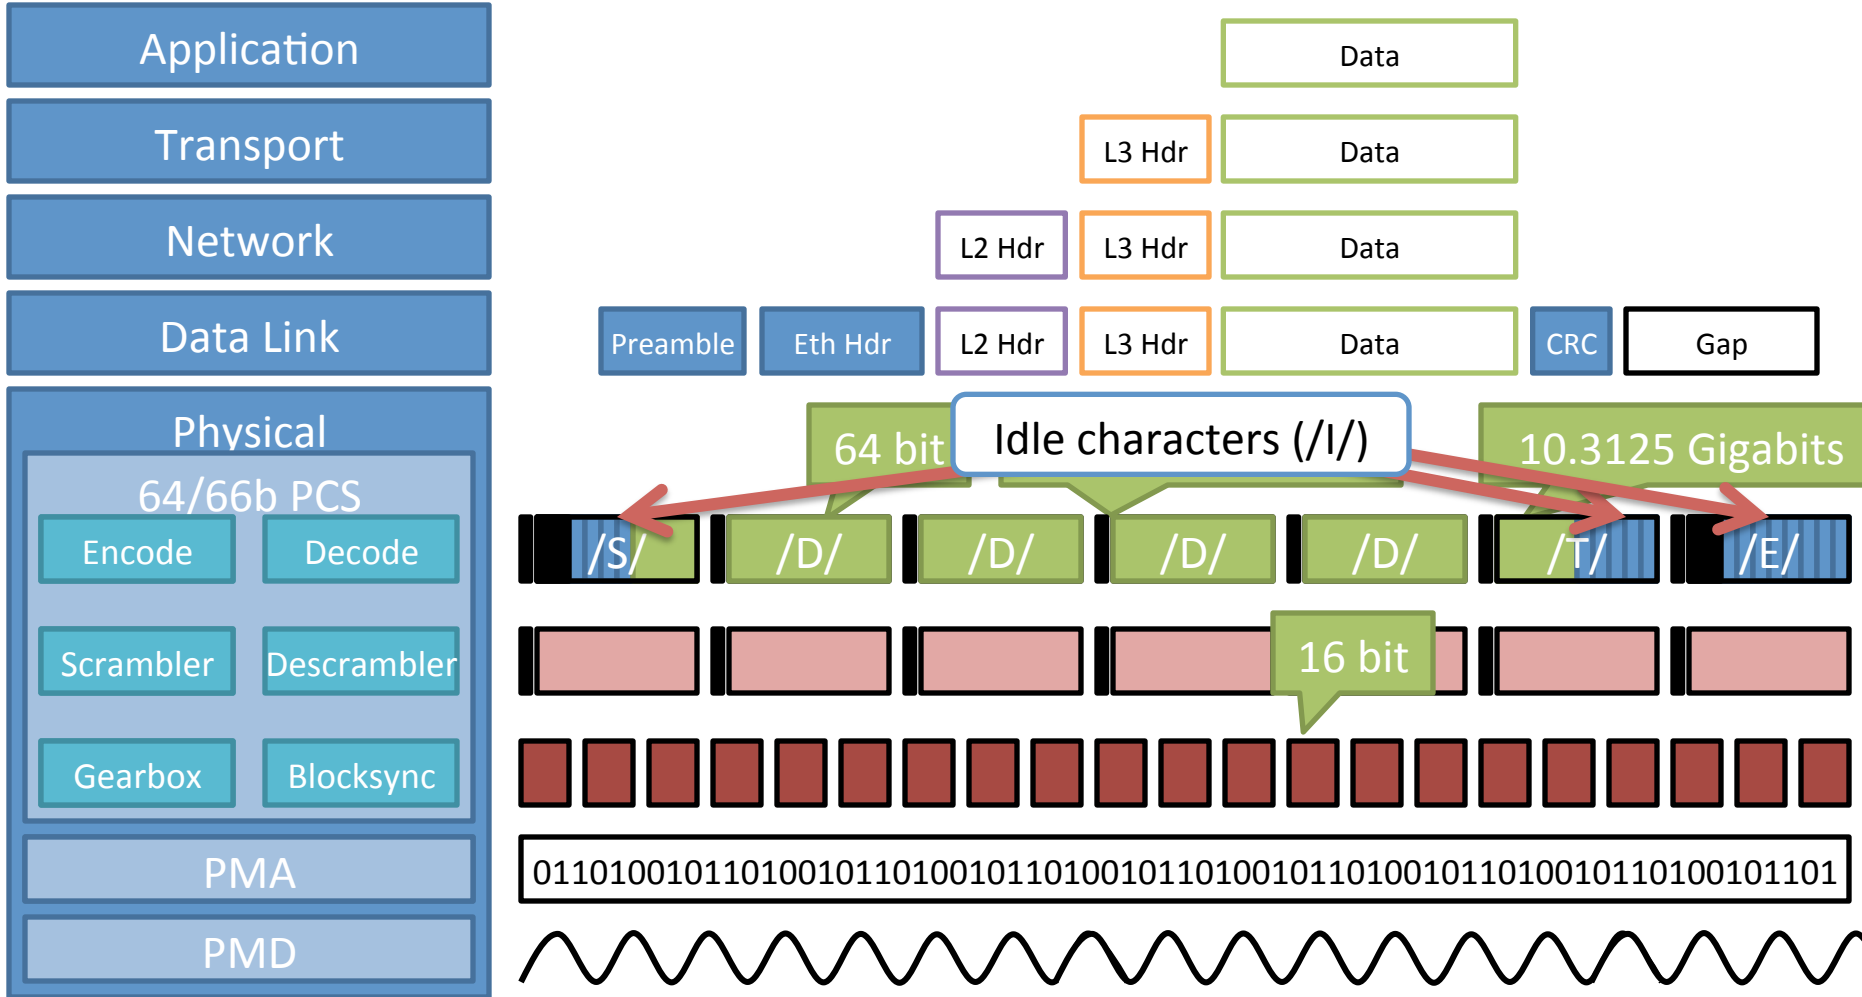 Application
Data
Transport
L3 Hdr
Data
Network
L2 Hdr
L3 Hdr
Data
Data Link
Preamble
Eth Hdr
L2 Hdr
L3 Hdr
Data
CRC
Gap
Physical
64 bit
Idle characters (/I/)
10.3125 Gigabits
64/66b PCS
Encode
Decode
/S/
/D/
/D/
/D/
/D/
/T/
/E/
Scrambler
Descrambler
16 bit
Gearbox
Blocksync
PMA
011010010110100101101001011010010110100101101001011010010110100101101
PMD